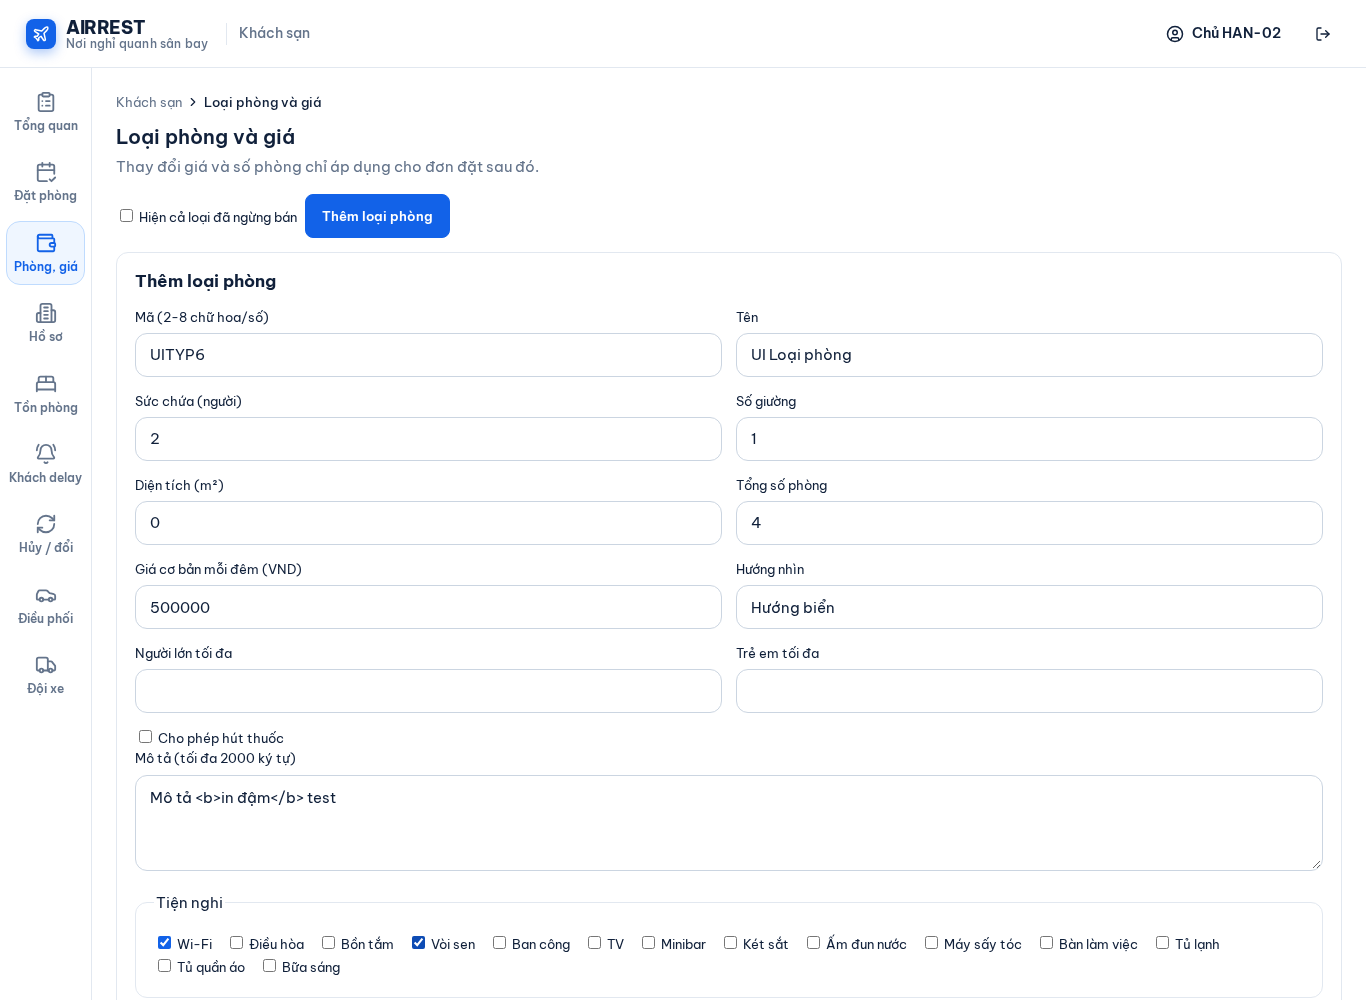 AIRREST
Nơi nghỉ quanh sân bay
Khách sạn
Chủ HAN-02
Tổng quan
Đặt phòng
Phòng, giá
Hồ sơ
Tồn phòng
Khách delay
Hủy / đổi
Điều phối
Đội xe
Khách sạn > Loại phòng và giá
Loại phòng và giá
Thay đổi giá và số phòng chỉ áp dụng cho đơn đặt sau đó.
Hiện cả loại đã ngừng bán
Thêm loại phòng
Thêm loại phòng
Mã (2-8 chữ hoa/số)
Tên
UITYP6
UI Loại phòng
Sức chứa (người)
Số giường
2
1
Diện tích (m²)
Tổng số phòng
0
4
Giá cơ bản mỗi đêm (VND)
Hướng nhìn
500000
Hướng biển
Người lớn tối đa
Trẻ em tối đa
Cho phép hút thuốc
Mô tả (tối đa 2000 ký tự)
Mô tả <b>in đậm</b> test
Tiện nghi
Wi-Fi Điều hòa Bồn tắm Vòi sen Ban công TV Minibar Két sắt Ấm đun nước Máy sấy tóc Bàn làm việc Tủ lạnh
Tủ quần áo Bữa sáng